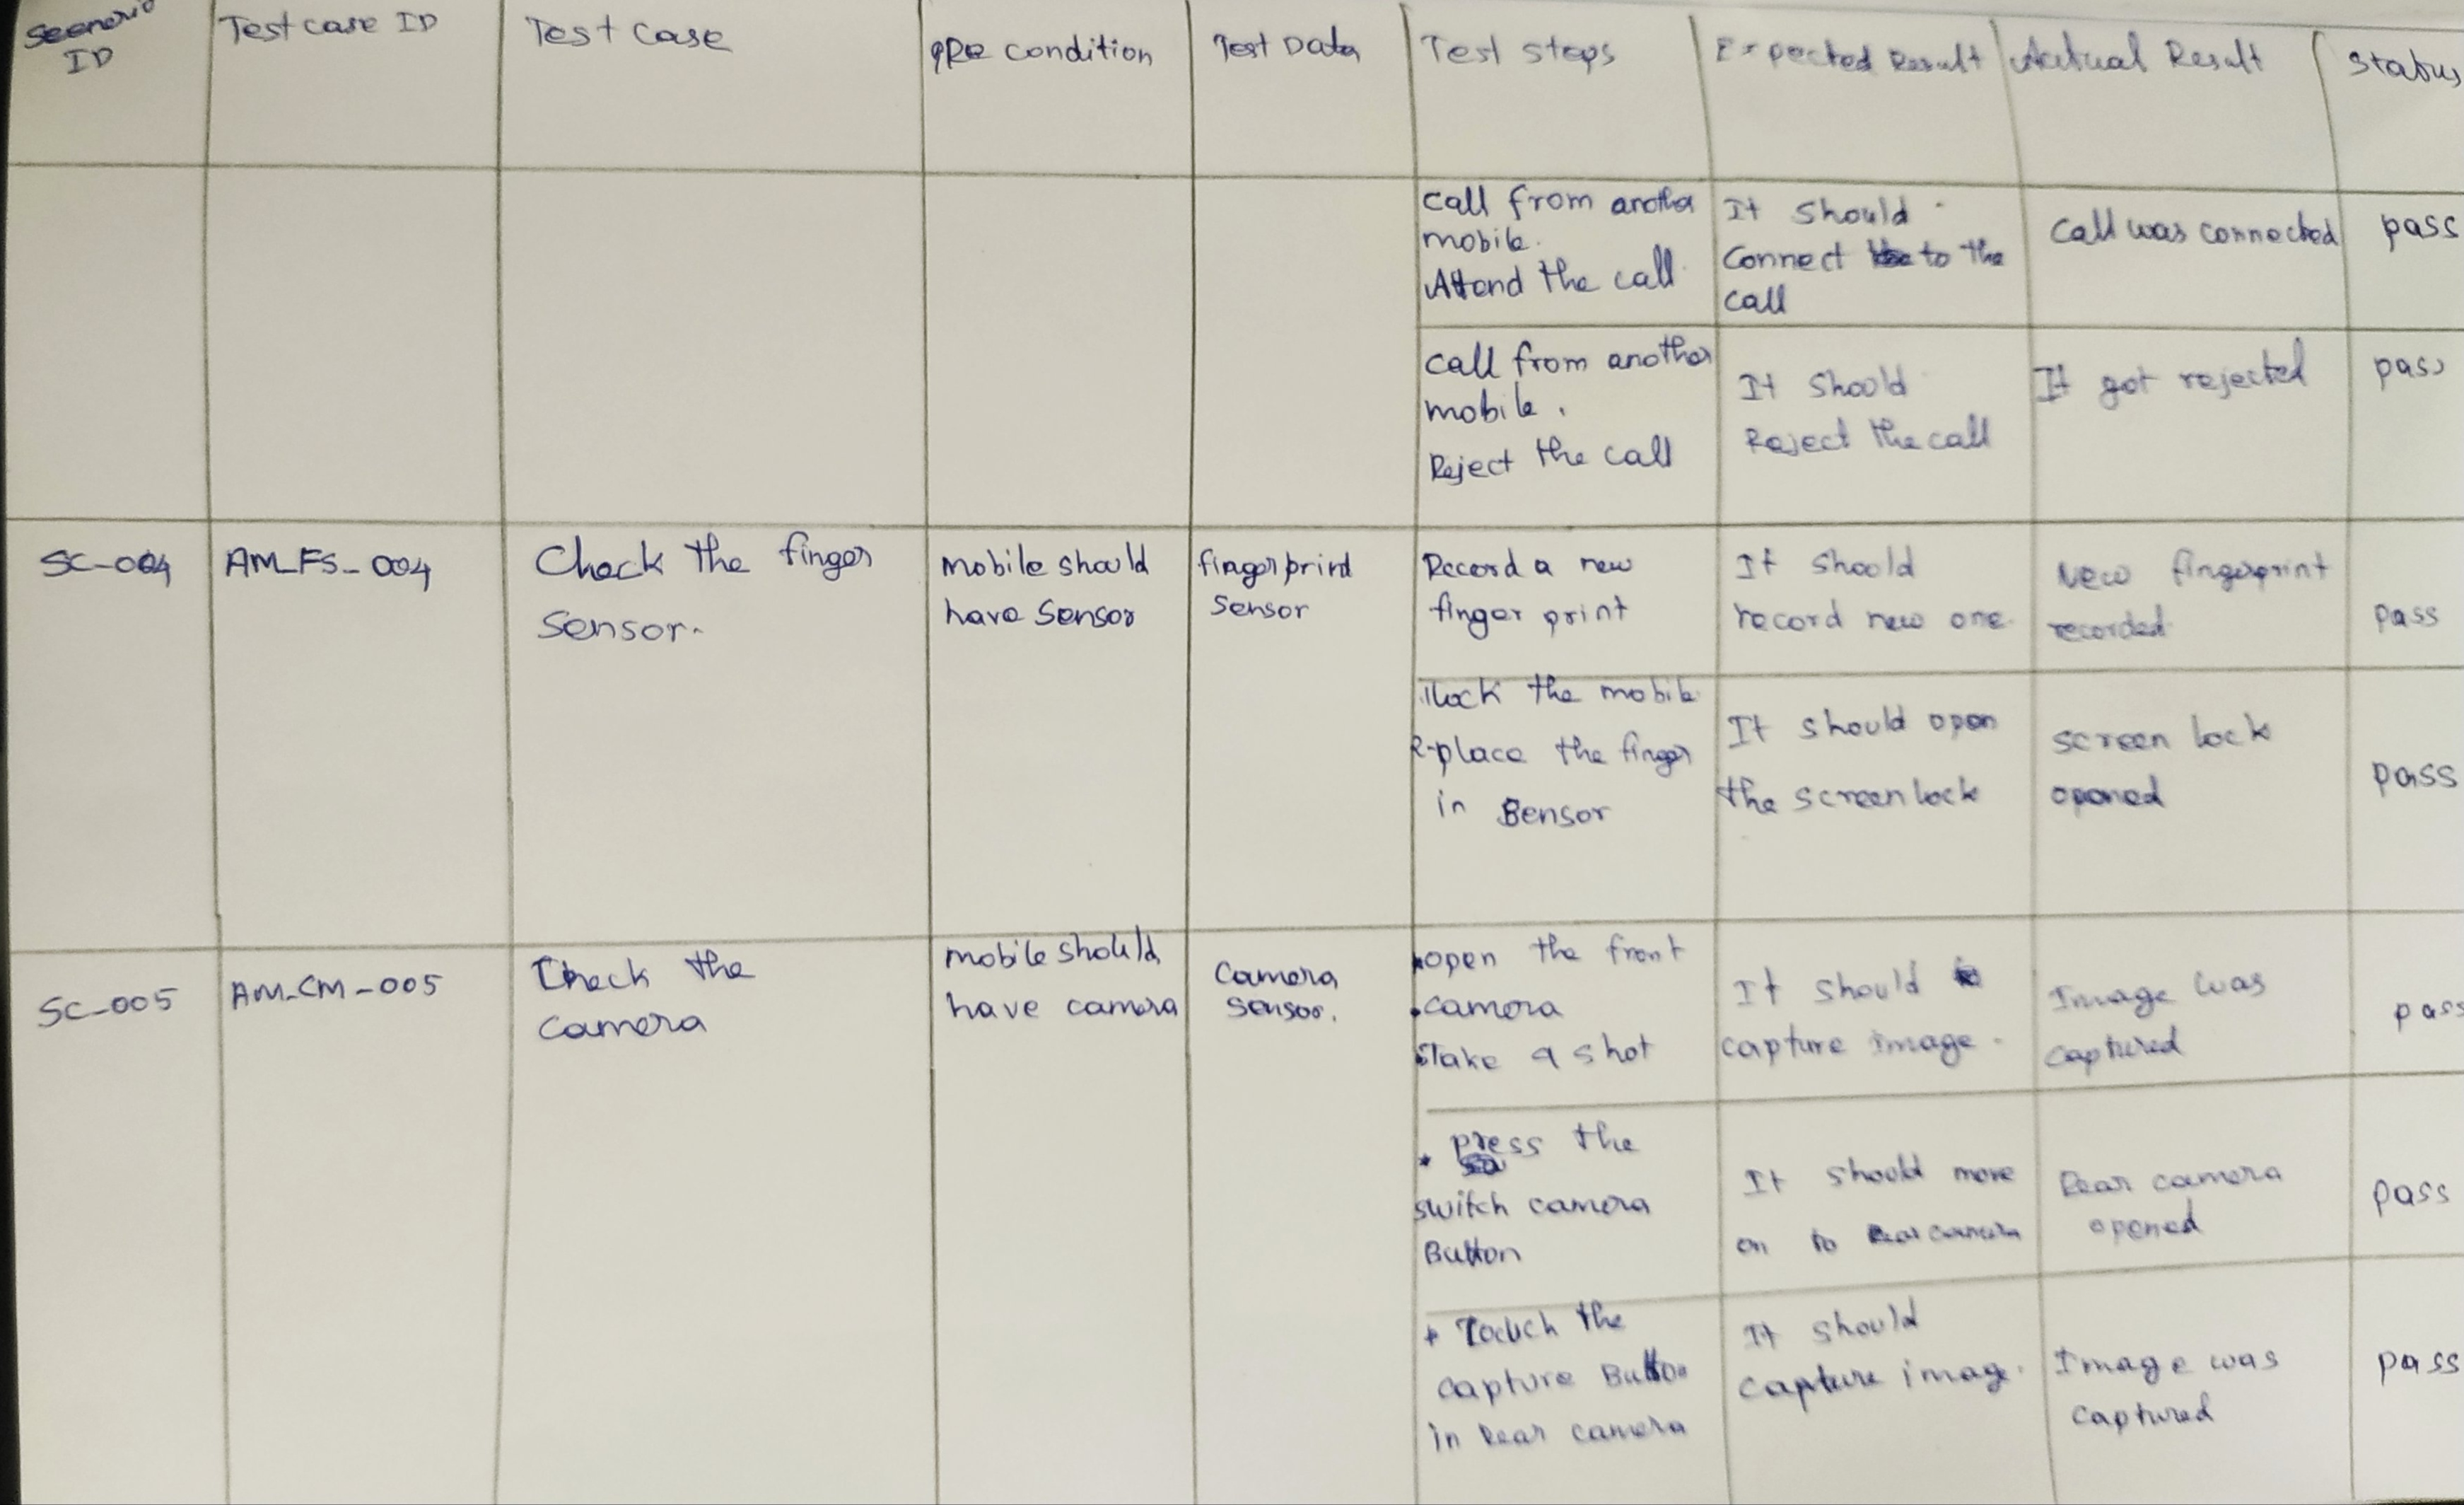 Scenario
ID
Test case ID
Test Case
PRe condition
Test Data
Test steps
Expected Result
Actual Result
Status
Call from another
mobile.
Attend the call
It should
Connect to the
call
Call was connected
pass
Call from another
mobile.
Reject the call
It should
Reject the call
It got rejected
pass
SC-004
AM_FS_004
Check the finger
Sensor.
mobile should
have Sensor
fingerprint
Sensor
Record a new
finger print
It should
record new one
New fingerprint
recorded
pass
1 lock the mobile
2-place the finger
in Sensor
It should open
the screen lock
screen lock
opened
pass
SC-005
AM_CM_005
Check the
camera
mobile should
have camera
Camera
Sensor.
open the front
camera
Take a shot
It should
capture image.
Image was
Captured
pass
• press the
switch camera
Button
It should move
on to Rear camera
Rear camera
opened
pass
• Touch the
capture Button
in Rear camera
It should
capture image.
Image was
captured
pass